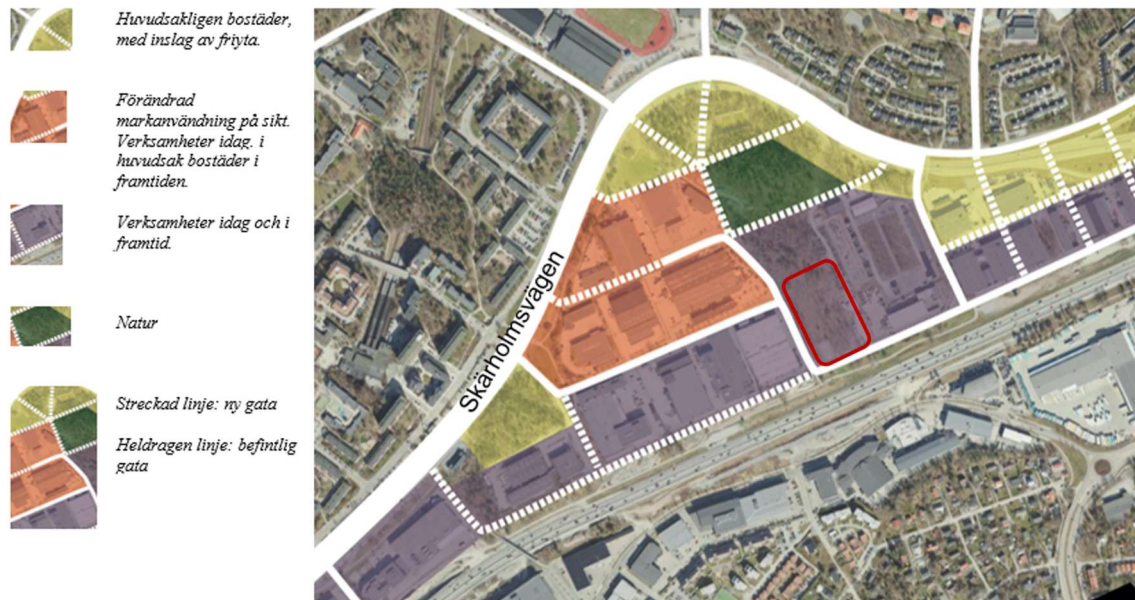 Huvudsakligen bostäder,
med inslag av friyta.
Förändrad
markanvändning på sikt.
Verksamheter idag. i
huvudsak bostäder i
framtiden.
Verksamheter idag och i
framtid.
Natur
Streckad linje: ny gata
Heldragen linje: befintlig
gata
Skärholmsvägen